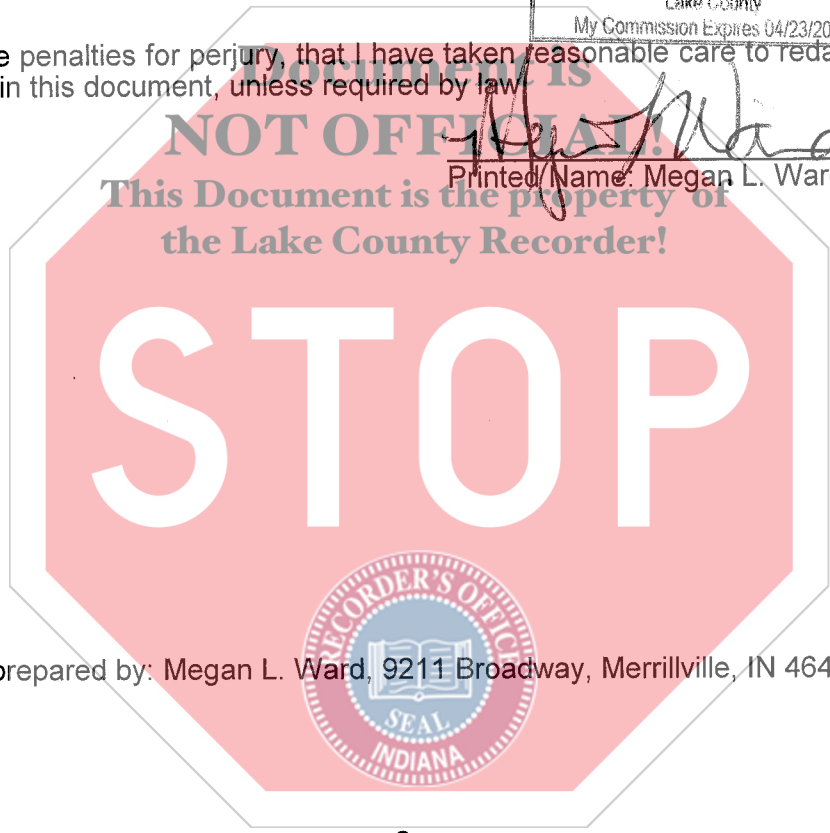 Lake County
My Commission Expires 04/23/20
e penalties for perjury, that I have taken reasonable care to reda
in this document, unless required by law
Document is
NOT OFFICIAL!
This Document is the property of
the Lake County Recorder!
Printed Name: Megan L. War
STOP
RECORDER'S OFFICE
SEAL
INDIANA
prepared by: Megan L. Ward, 9211 Broadway, Merrillville, IN 464